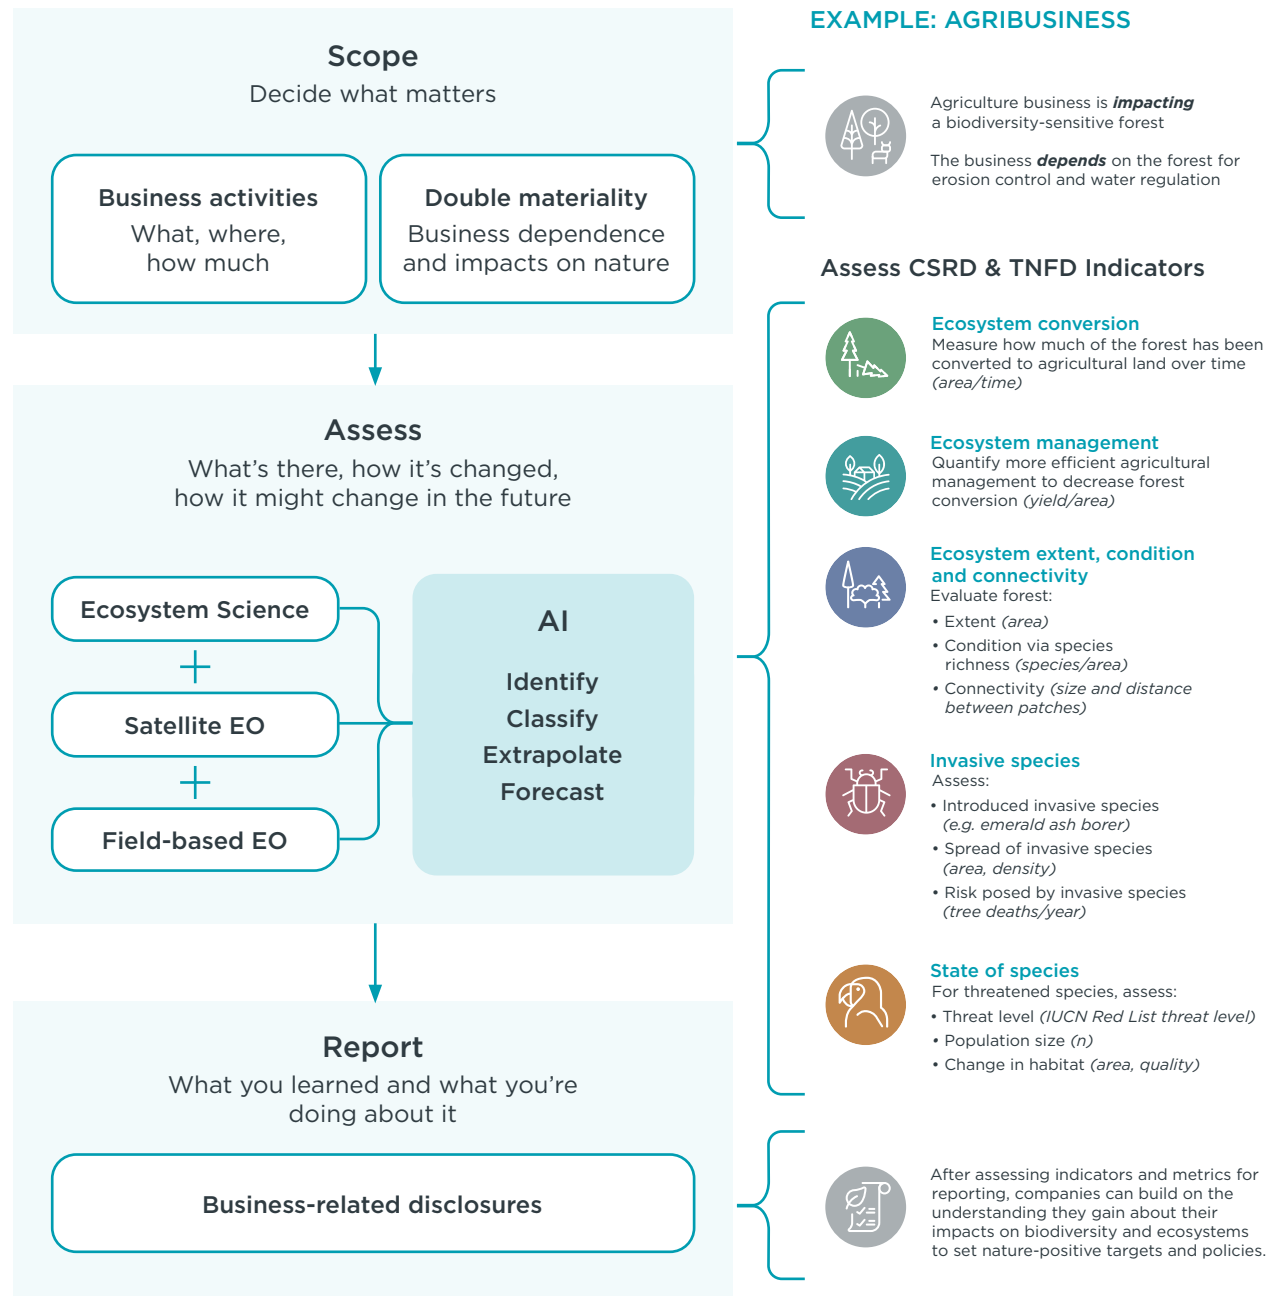 Scope
Decide what matters
Business activities
What, where,
how much
Double materiality
Business dependence
and impacts on nature
Assess
What's there, how it's changed,
how it might change in the future
Ecosystem Science
+
Satellite EO
+
Field-based EO
AI
Identify
Classify
Extrapolate
Forecast
Report
What you learned and what you're
doing about it
Business-related disclosures
EXAMPLE: AGRIBUSINESS
Agriculture business is impacting
a biodiversity-sensitive forest
The business depends on the forest for
erosion control and water regulation
Assess CSRD & TNFD Indicators
Ecosystem conversion
Measure how much of the forest has been
converted to agricultural land over time
(area/time)
Ecosystem management
Quantify more efficient agricultural
management to decrease forest
conversion (yield/area)
Ecosystem extent, condition
and connectivity
Evaluate forest:
• Extent (area)
• Condition via species
richness (species/area)
• Connectivity (size and distance
between patches)
Invasive species
Assess:
• Introduced invasive species
(e.g. emerald ash borer)
• Spread of invasive species
(area, density)
• Risk posed by invasive species
(tree deaths/year)
State of species
For threatened species, assess:
• Threat level (IUCN Red List threat level)
• Population size (n)
• Change in habitat (area, quality)
After assessing indicators and metrics for
reporting, companies can build on the
understanding they gain about their
impacts on biodiversity and ecosystems
to set nature-positive targets and policies.